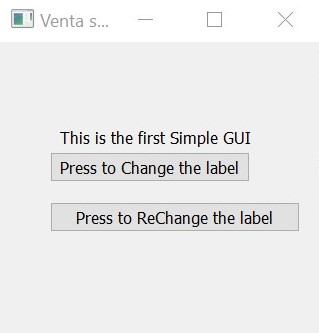 Venta s...
This is the first Simple GUI
Press to Change the label
Press to ReChange the label